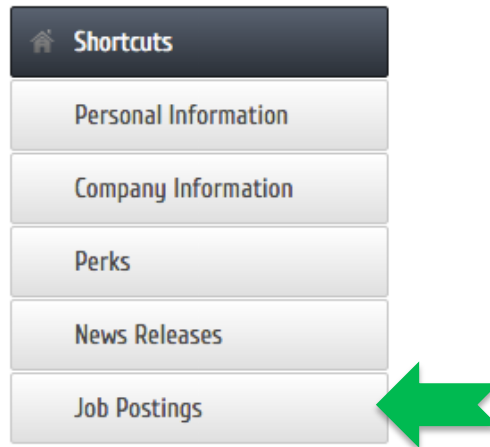 Shortcuts
Personal Information
Company Information
Perks
News Releases
Job Postings